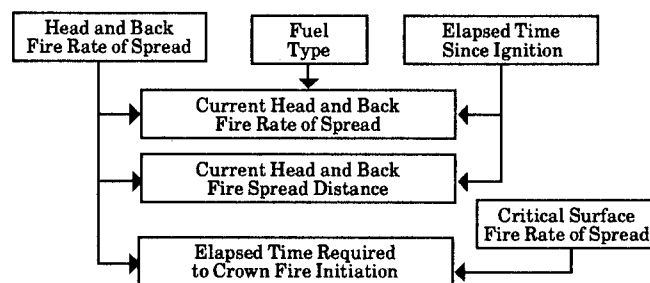 Head and Back
Fire Rate of Spread
Fuel
Type
Elapsed Time
Since Ignition
Current Head and Back
Fire Rate of Spread
Current Head and Back
Fire Spread Distance
Critical Surface
Fire Rate of Spread
Elapsed Time Required
to Crown Fire Initiation